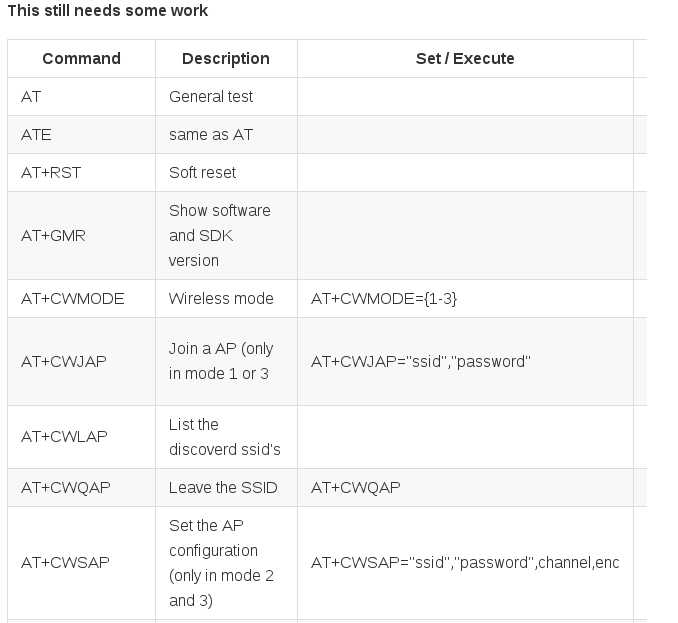 This still needs some work
Command Description Set / Execute
AT General test
ATE same as AT
AT+RST Soft reset
AT+GMR Show software
and SDK
version
AT+CWMODE Wireless mode AT+CWMODE={1-3}
AT+CWJAP Join a AP (only
in mode 1 or 3 AT+CWJAP="ssid","password"
AT+CWLAP List the
discoverd ssid's
AT+CWQAP Leave the SSID AT+CWQAP
AT+CWSAP Set the AP
configuration
(only in mode 2
and 3) AT+CWSAP="ssid","password",channel,enc